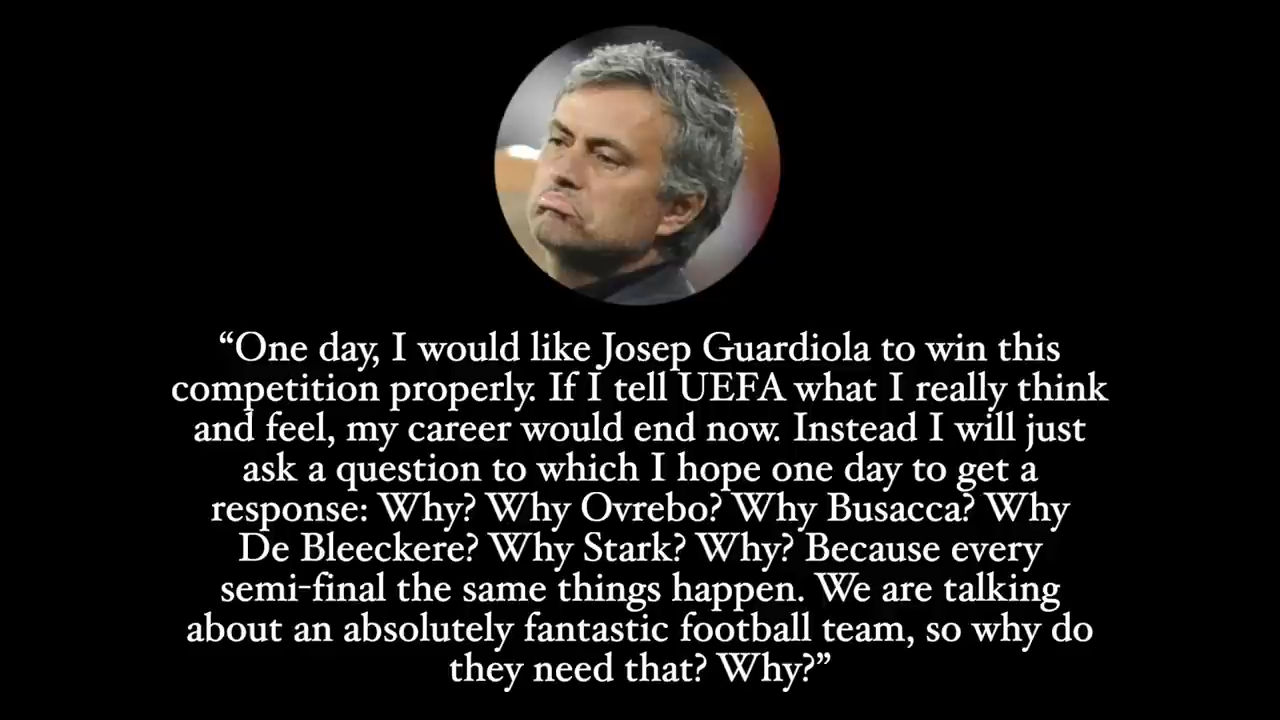 “One day, I would like Josep Guardiola to win this
competition properly. If I tell UEFA what I really think
and feel, my career would end now. Instead I will just
ask a question to which I hope one day to get a
response: Why? Why Ovrebo? Why Busacca? Why
De Bleeckere? Why Stark? Why? Because every
semi-final the same things happen. We are talking
about an absolutely fantastic football team, so why do
they need that? Why?”